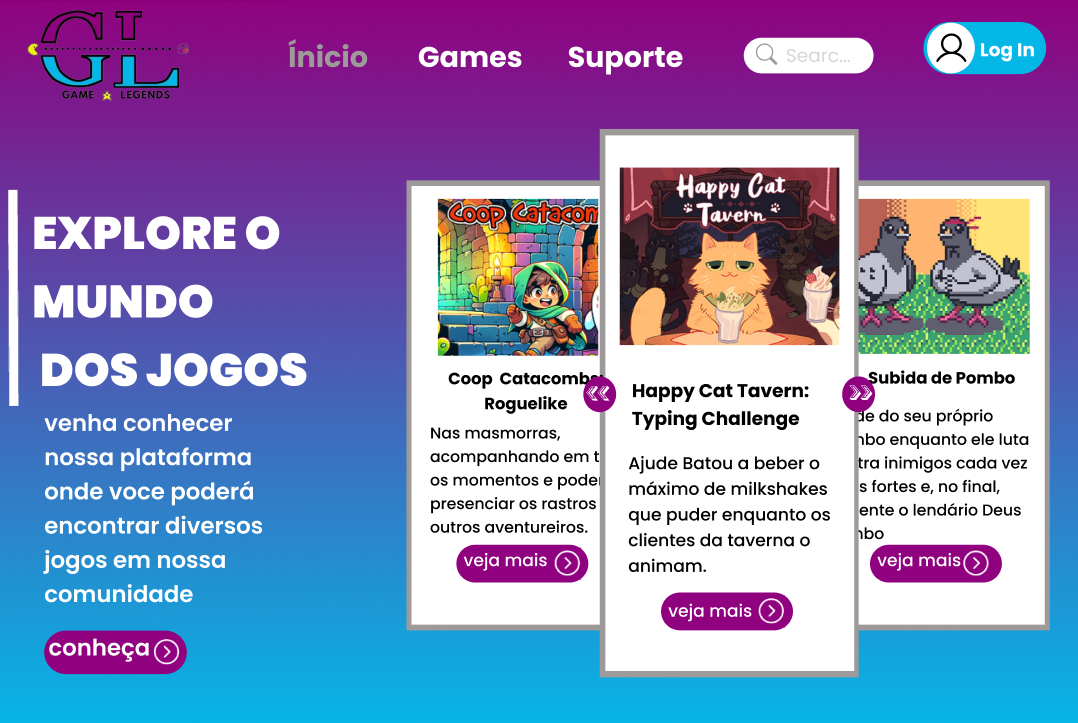 GL
GAME LEGENDS
Ínicio
Games
Suporte
Searc...
Log In
EXPLORE O
MUNDO
DOS JOGOS
venha conhecer
nossa plataforma
onde voce poderá
encontrar diversos
jogos em nossa
comunidade
conheça
Coop Catacom
Coop Catacombs:
Roguelike
Nas masmorras,
acompanhando em t
os momentos e poder
presenciar os rastros
outros aventureiros.
veja mais
Happy Cat
Tavern
Happy Cat Tavern:
Typing Challenge
Ajude Batou a beber o
máximo de milkshakes
que puder enquanto os
clientes da taverna o
animam.
veja mais
Subida de Pombo
de do seu próprio
mbo enquanto ele luta
tra inimigos cada vez
s fortes e, no final,
ente o lendário Deus
mbo
veja mais